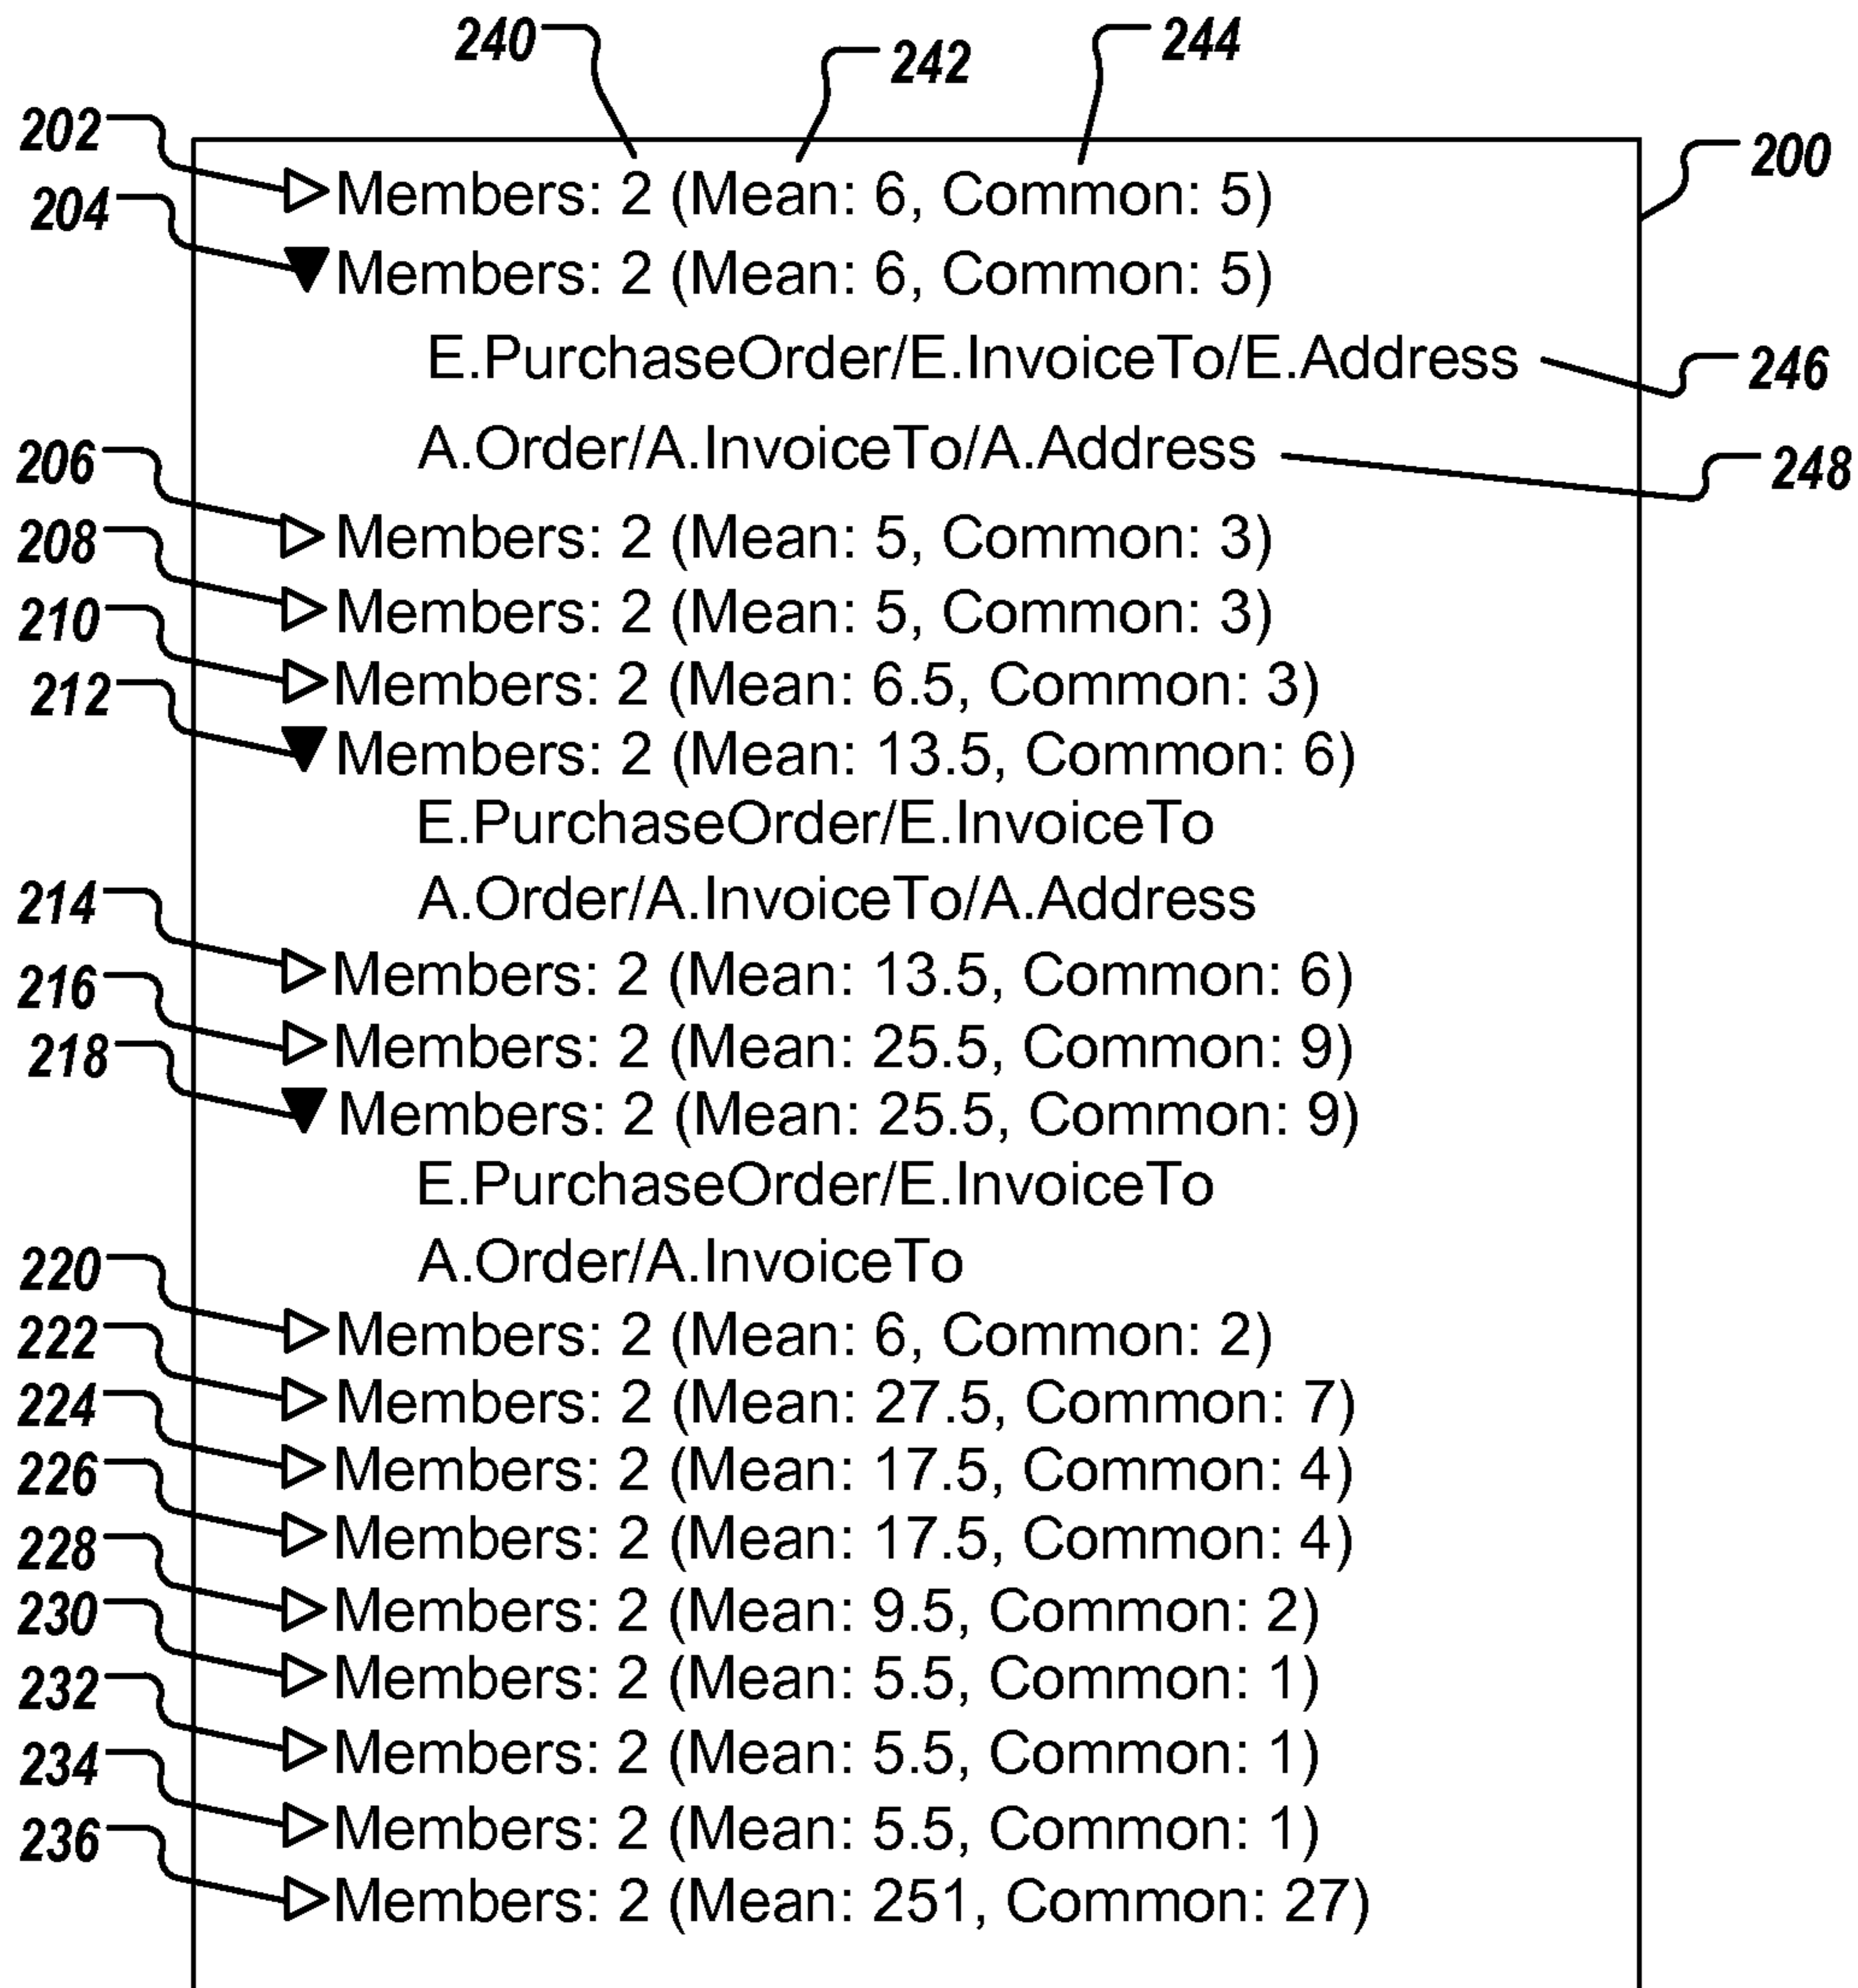 240 242 244
202 Members: 2 (Mean: 6, Common: 5) 200
204 Members: 2 (Mean: 6, Common: 5)
E.PurchaseOrder/E.InvoiceTo/E.Address 246
A.Order/A.InvoiceTo/A.Address 248
206 Members: 2 (Mean: 5, Common: 3)
208 Members: 2 (Mean: 5, Common: 3)
210 Members: 2 (Mean: 6.5, Common: 3)
212 Members: 2 (Mean: 13.5, Common: 6)
E.PurchaseOrder/E.InvoiceTo
A.Order/A.InvoiceTo/A.Address
214 Members: 2 (Mean: 13.5, Common: 6)
216 Members: 2 (Mean: 25.5, Common: 9)
218 Members: 2 (Mean: 25.5, Common: 9)
E.PurchaseOrder/E.InvoiceTo
A.Order/A.InvoiceTo
220 Members: 2 (Mean: 6, Common: 2)
222 Members: 2 (Mean: 27.5, Common: 7)
224 Members: 2 (Mean: 17.5, Common: 4)
226 Members: 2 (Mean: 17.5, Common: 4)
228 Members: 2 (Mean: 9.5, Common: 2)
230 Members: 2 (Mean: 5.5, Common: 1)
232 Members: 2 (Mean: 5.5, Common: 1)
234 Members: 2 (Mean: 5.5, Common: 1)
236 Members: 2 (Mean: 251, Common: 27)